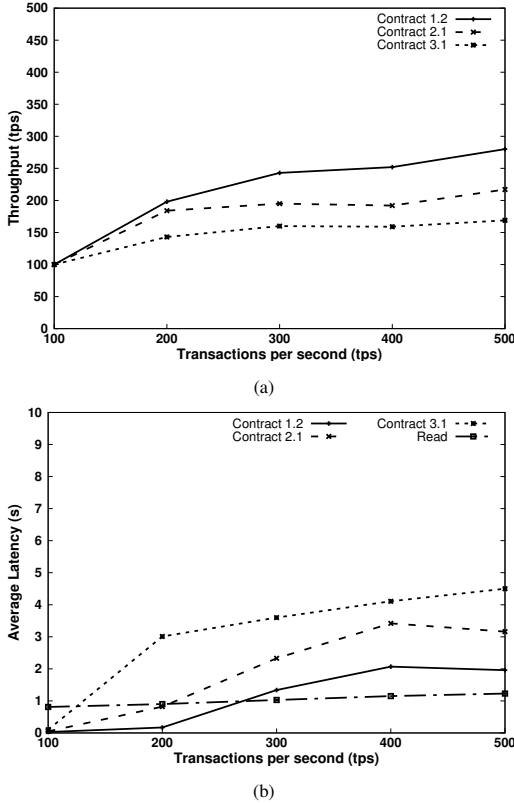 500
450
400
350
300
250
200
150
100
50
0
Throughput (tps)
Contract 1.2
Contract 2.1
Contract 3.1
100 200 300 400 500
Transactions per second (tps)
(a)
10
9
8
7
6
5
4
3
2
1
0
Average Latency (s)
Contract 1.2 Contract 3.1
Contract 2.1 Read
100 200 300 400 500
Transactions per second (tps)
(b)